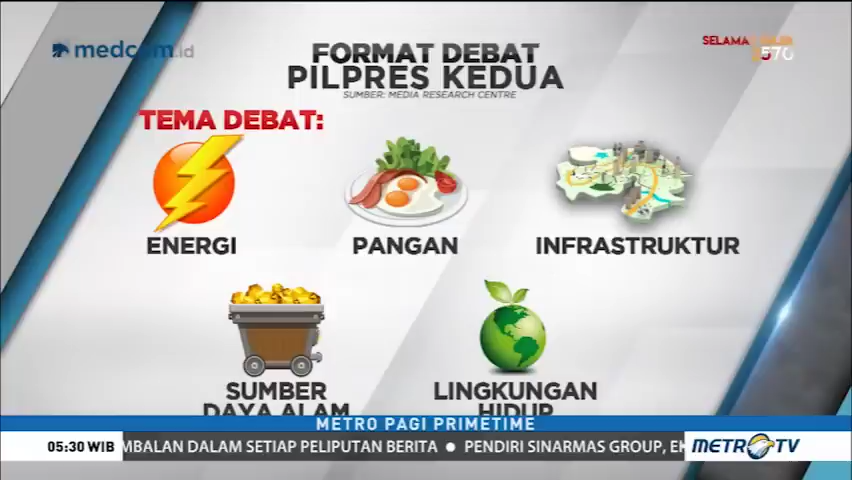 medcom.id
FORMAT DEBAT
PILPRES KEDUA
SUMBER: MEDIA RESEARCH CENTRE
TEMA DEBAT:
ENERGI
PANGAN
INFRASTRUKTUR
SUMBER
DAYA ALAM
LINGKUNGAN
HIDUP
METRO PAGI PRIMETIME
05:30 WIB
MBALAN DALAM SETIAP PELIPUTAN BERITA ● PENDIRI SINARMAS GROUP, EK
METRO TV